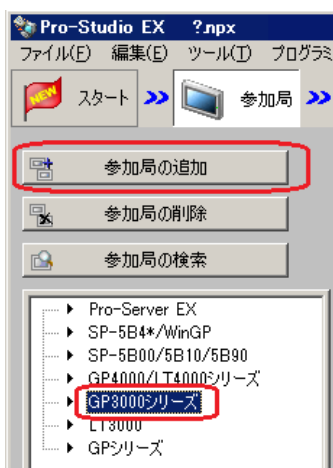 Pro-Studio EX ?.npx
ファイル(F) 編集(E) ツール(T) プログラミ
NEW スタート 参加局
参加局の追加
参加局の削除
参加局の検索
Pro-Server EX
SP-5B4*/WinGP
SP-5B00/5B10/5B90
GP4000/LT4000シリーズ
GP3000シリーズ
LT3000
GPシリーズ